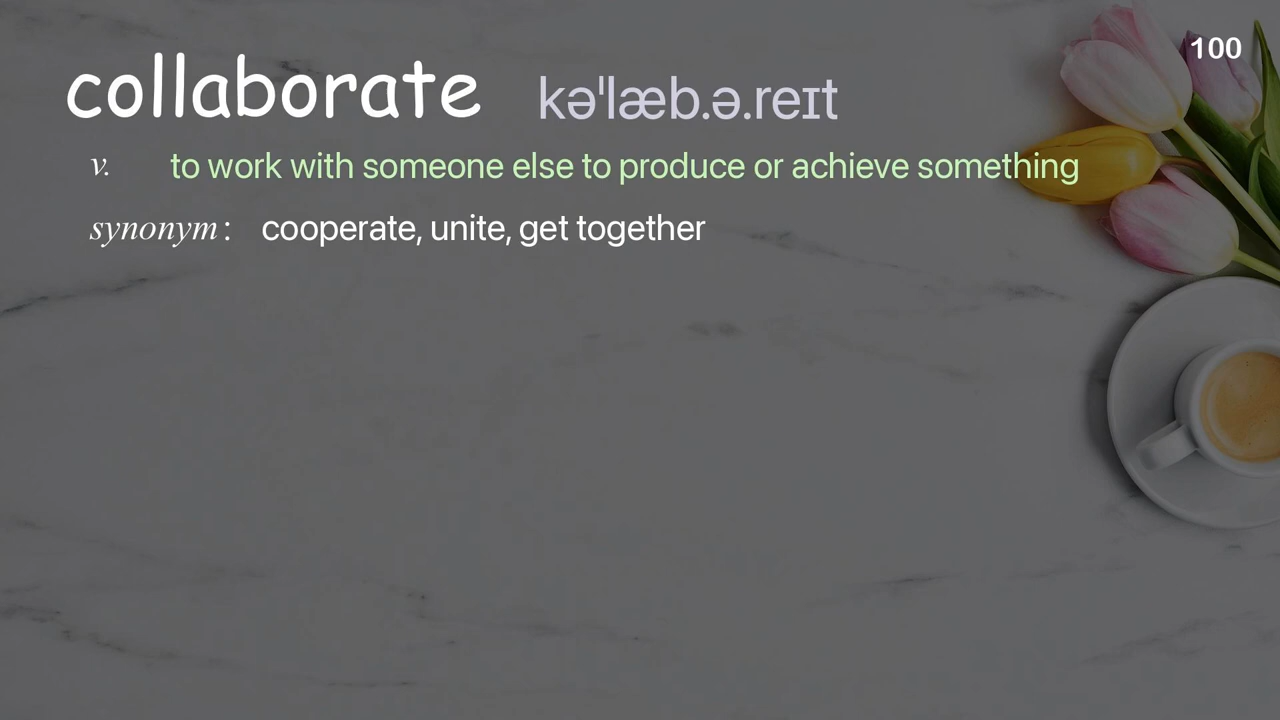 100
collaborate kə'læb.ə.reɪt
v. to work with someone else to produce or achieve something
synonym: cooperate, unite, get together